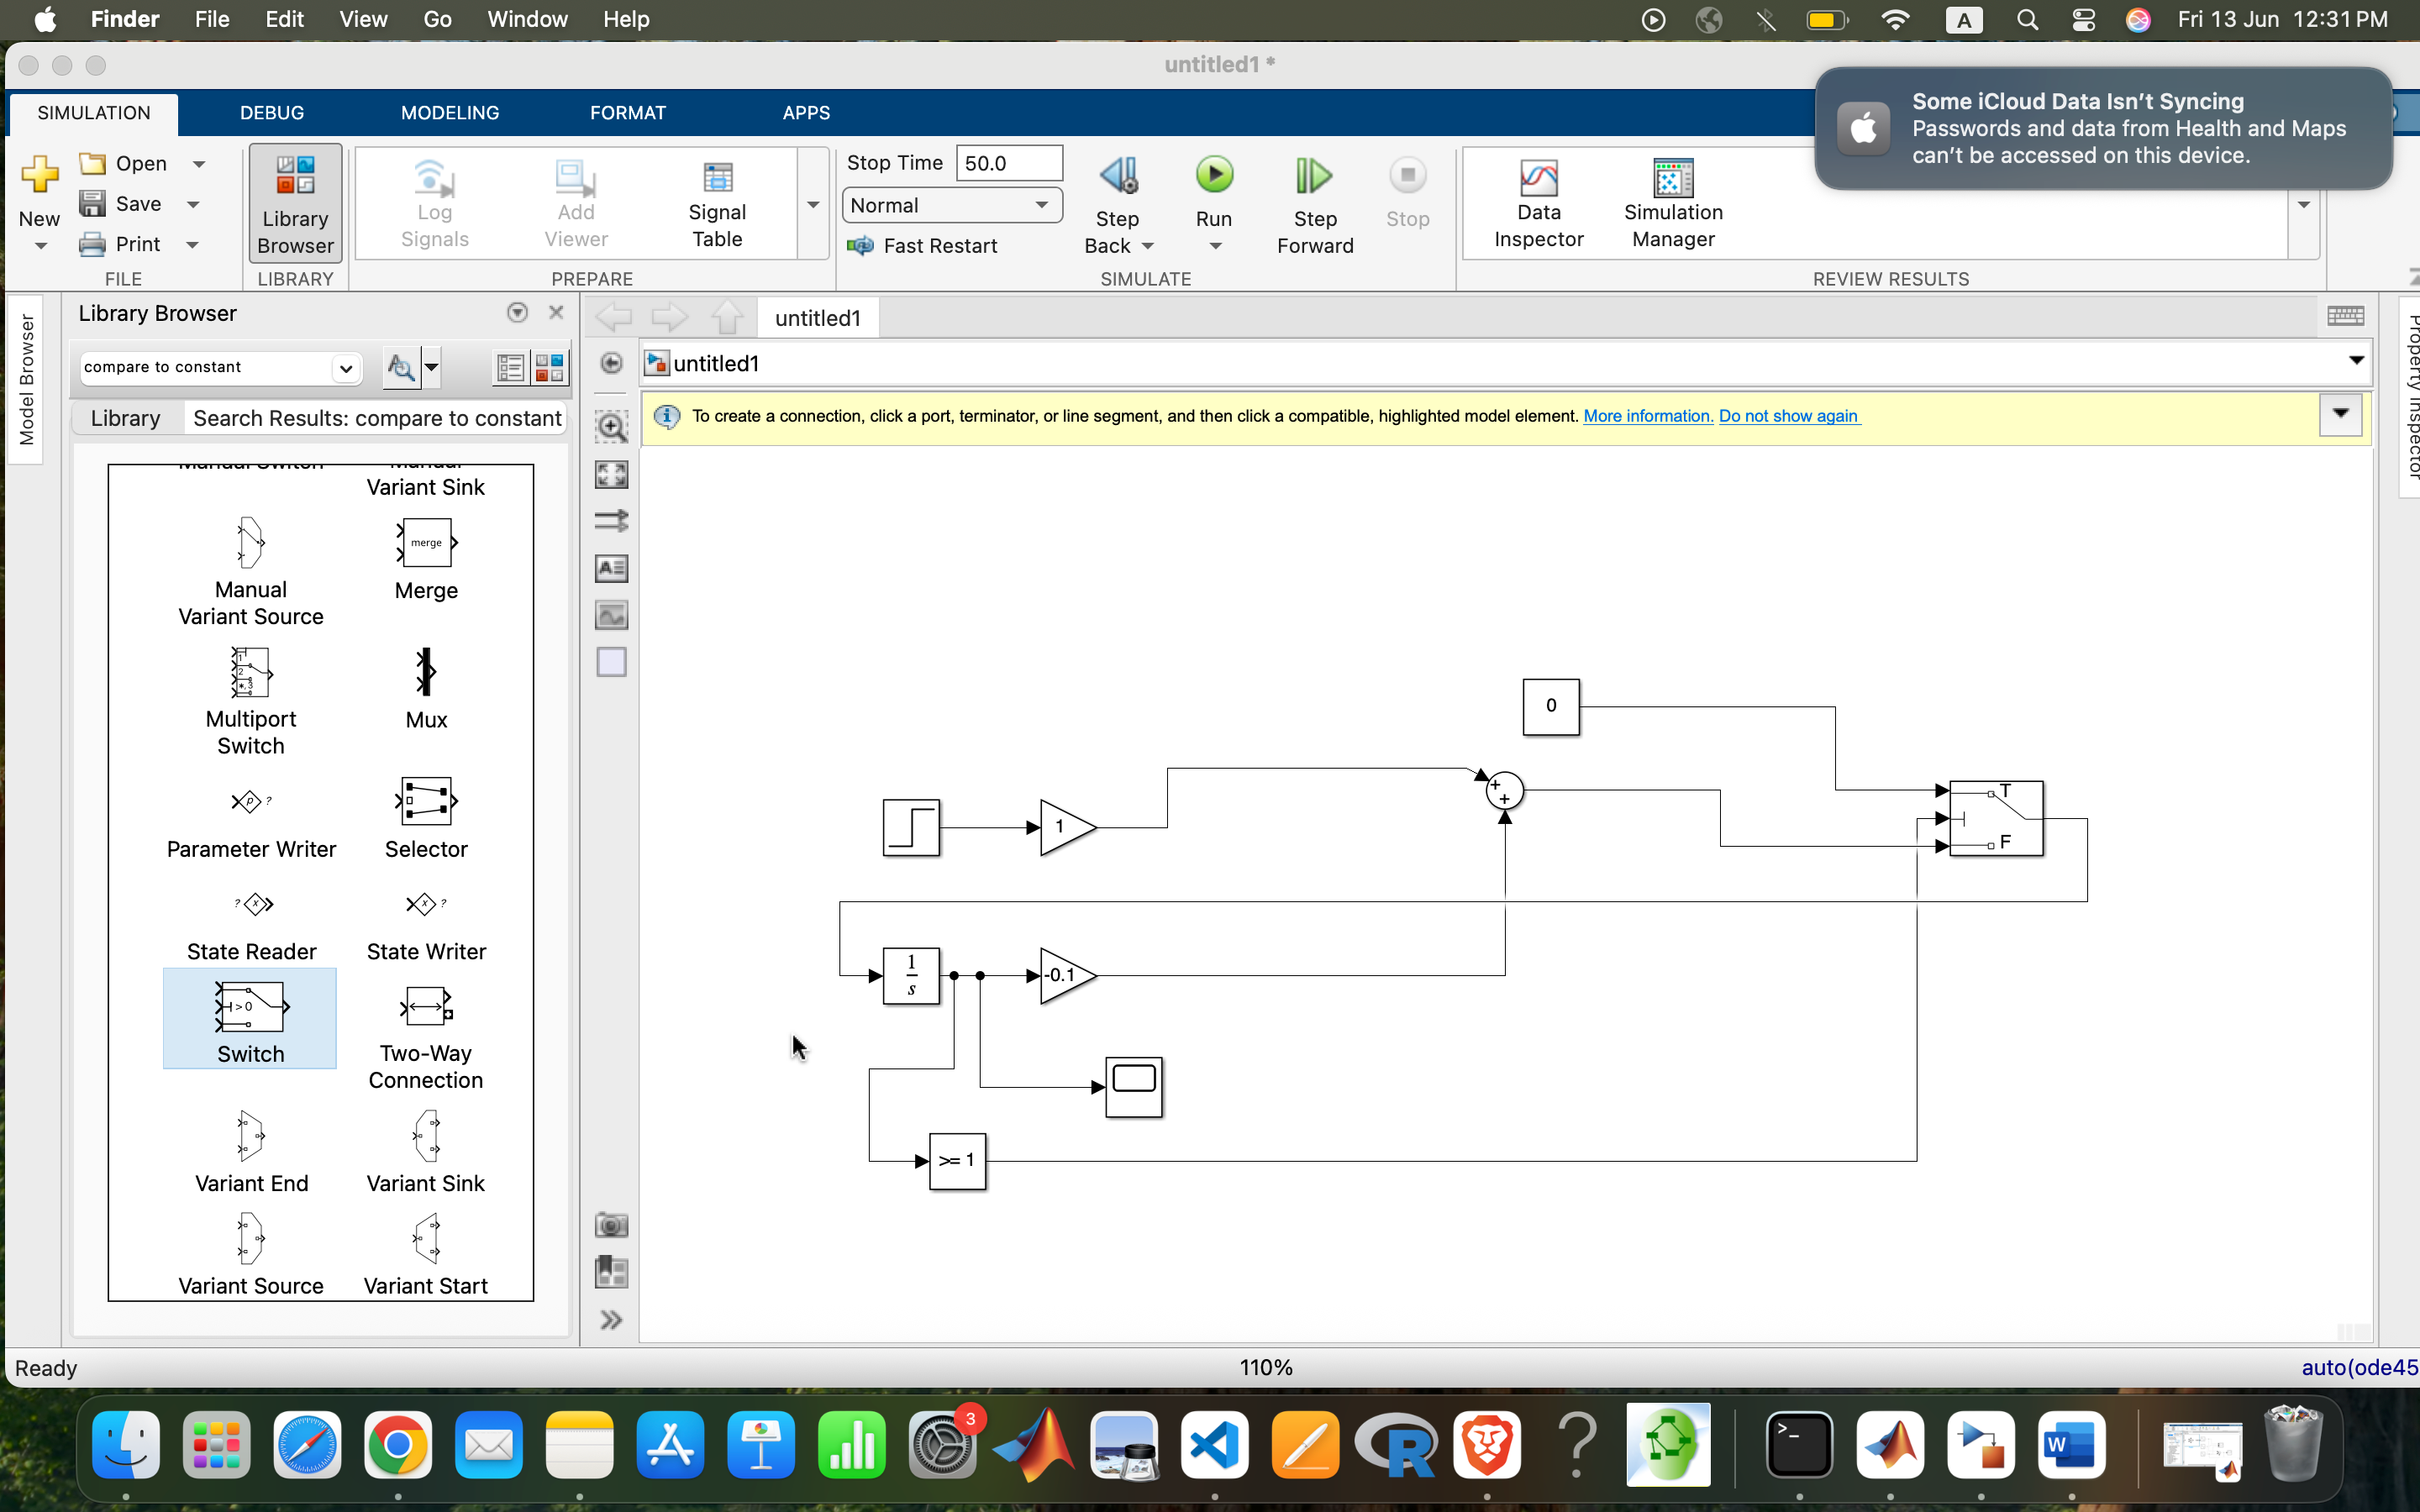 Finder File Edit View Go Window Help
A
Fri 13 Jun 12:31 PM
untitled1 *
Some iCloud Data Isn't Syncing
Passwords and data from Health and Maps
can't be accessed on this device.
SIMULATION DEBUG MODELING FORMAT APPS
New
Open
Save
Print
FILE
Library
Browser
LIBRARY
Log
Signals
Add
Viewer
Signal
Table
PREPARE
Stop Time 50.0
Normal
Fast Restart
Step
Back
Run
Step
Forward
Stop
SIMULATE
Data
Inspector
Simulation
Manager
REVIEW RESULTS
Model Browser
Library Browser
compare to constant
Library
Search Results: compare to constant
Manual Switch
Manual
Variant Sink
Manual
Variant Source
merge
Merge
1
2
*, 3
Multiport
Switch
Mux
p ?
Parameter Writer
Selector
? x
State Reader
x ?
State Writer
> 0
Switch
Two-Way
Connection
Variant End
Variant Sink
Variant Source
Variant Start
untitled1
untitled1
To create a connection, click a port, terminator, or line segment, and then click a compatible, highlighted model element. More information. Do not show again.
Property Inspector
0
+
+
1
T
F
1
s
-0.1
>= 1
Ready
110%
auto(ode45
3
R
?
>_
W